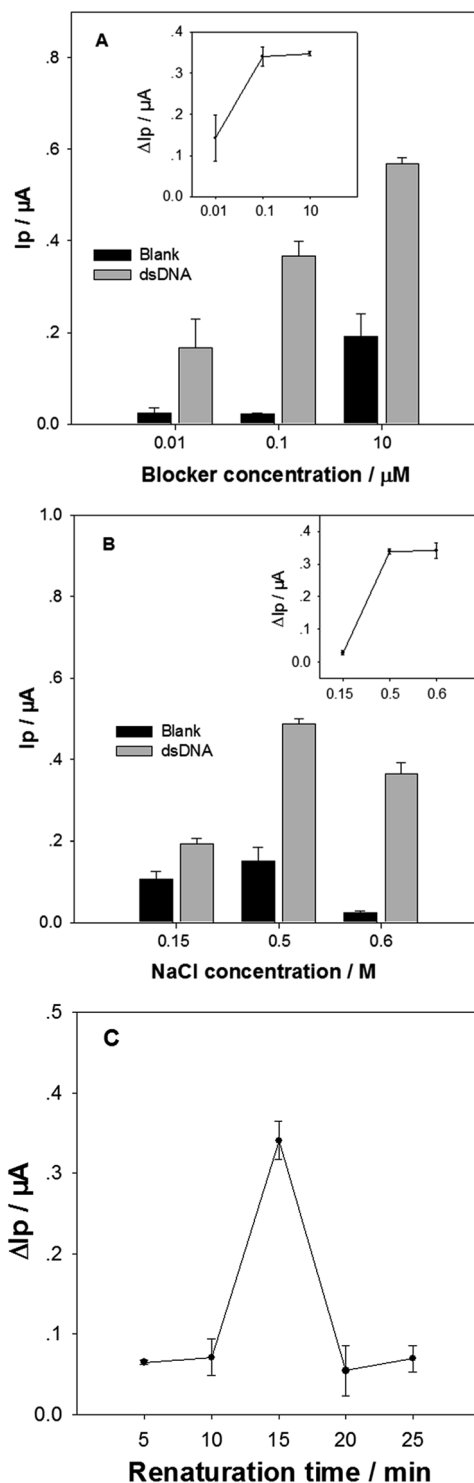 A
Ip / µA
.8
.6
.4
.2
0.0
ΔIp / µA
.4
.3
.2
.1
0.0
0.01 0.1 10
Blank
dsDNA
0.01 0.1 10
Blocker concentration / µM
B
Ip / µA
1.0
.8
.6
.4
.2
0.0
ΔIp / µA
.4
.3
.2
.1
0.0
0.15 0.5 0.6
Blank
dsDNA
0.15 0.5 0.6
NaCl concentration / M
C
ΔIp / µA
.5
.4
.3
.2
.1
0.0
5 10 15 20 25
Renaturation time / min